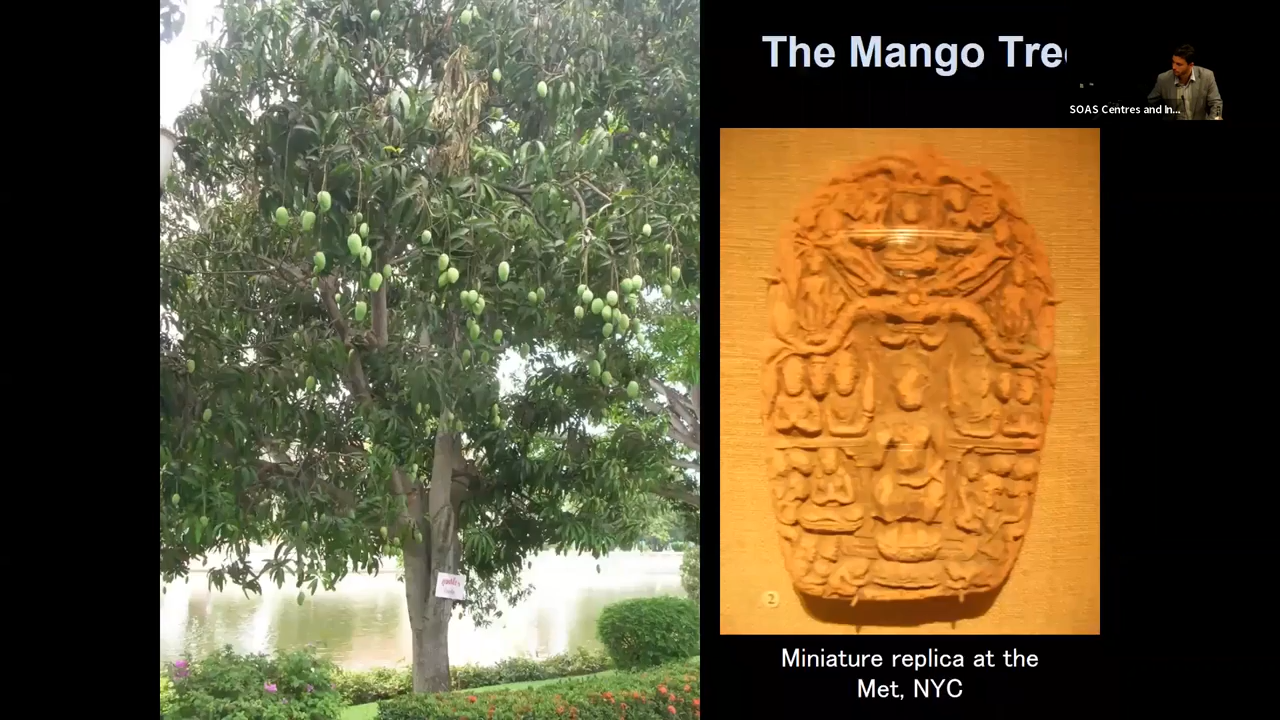 The Mango Tre
SOAS Centres and In...
2
Miniature replica at the
Met, NYC